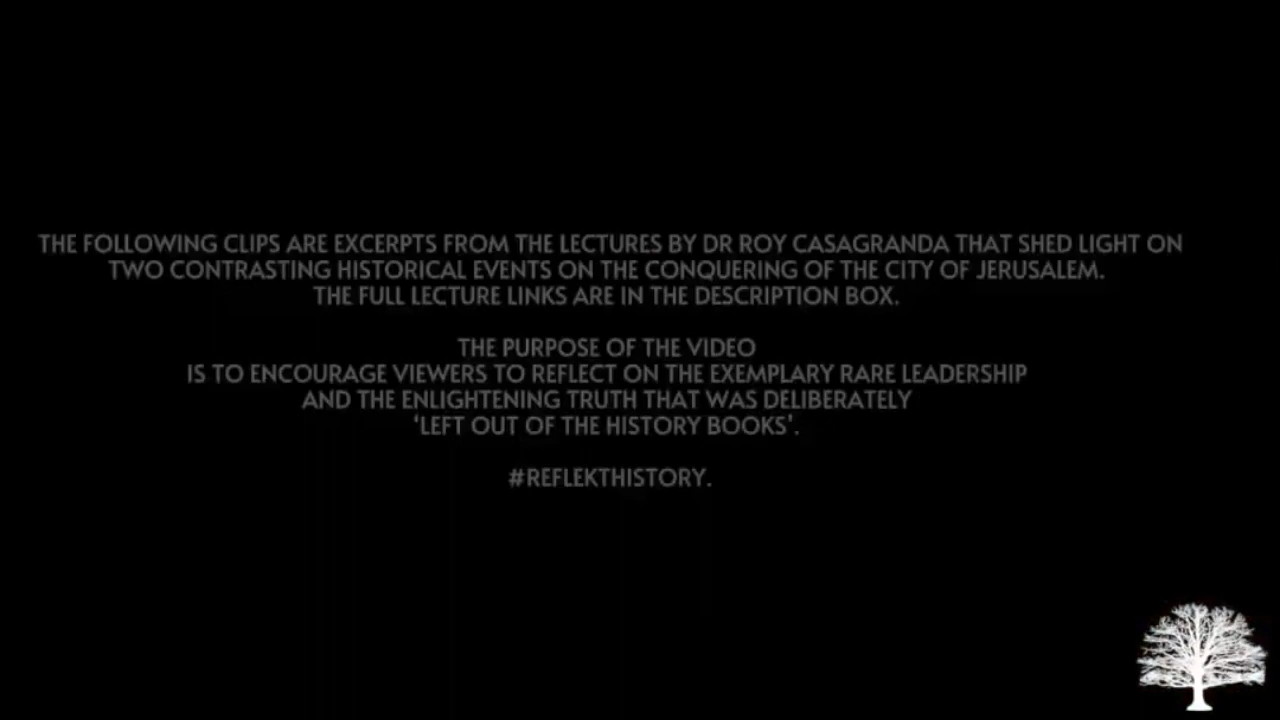 THE FOLLOWING CLIPS ARE EXCERPTS FROM THE LECTURES BY DR ROY CASAGRANDA THAT SHED LIGHT ON
TWO CONTRASTING HISTORICAL EVENTS ON THE CONQUERING OF THE CITY OF JERUSALEM.
THE FULL LECTURE LINKS ARE IN THE DESCRIPTION BOX.
THE PURPOSE OF THE VIDEO
IS TO ENCOURAGE VIEWERS TO REFLECT ON THE EXEMPLARY RARE LEADERSHIP
AND THE ENLIGHTENING TRUTH THAT WAS DELIBERATELY
‘LEFT OUT OF THE HISTORY BOOKS’.
#REFLEKTHISTORY.